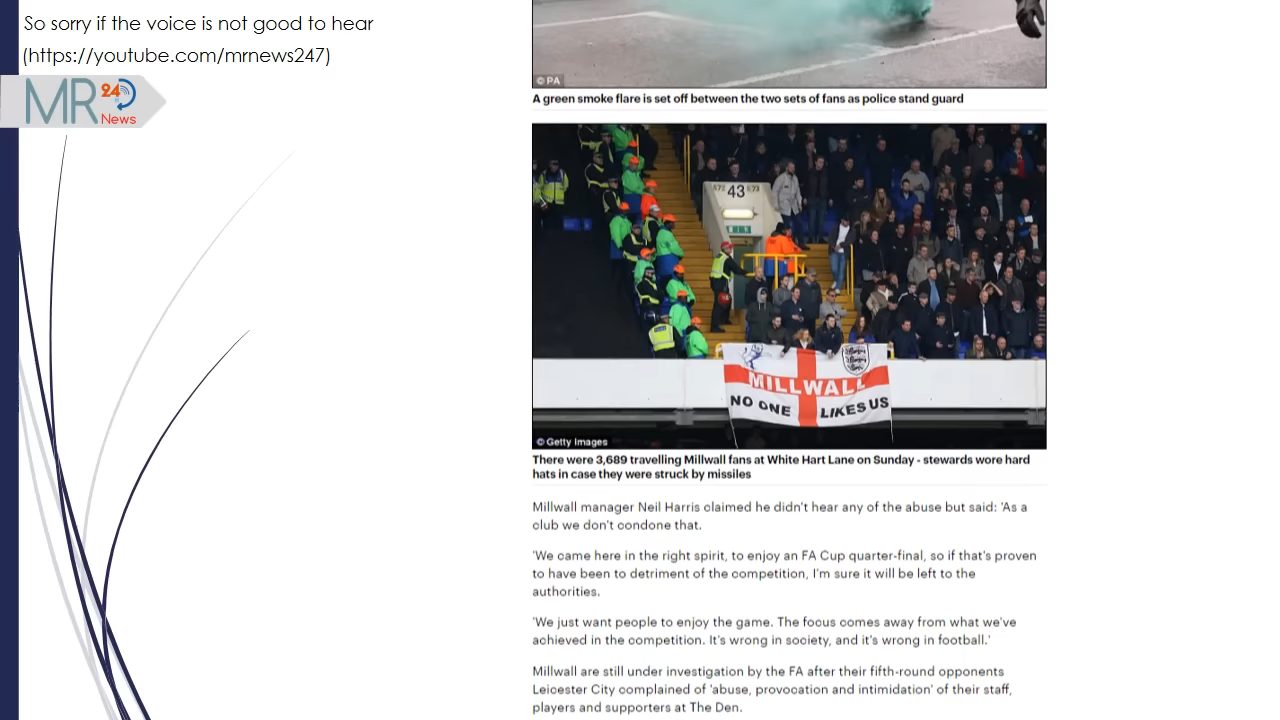 So sorry if the voice is not good to hear
(https://youtube.com/mrnews247)
MR 24
News
© PA
A green smoke flare is set off between the two sets of fans as police stand guard
43
MILLWALL
NO ONE LIKES US
© Getty Images
There were 3,689 travelling Millwall fans at White Hart Lane on Sunday - stewards wore hard
hats in case they were struck by missiles
Millwall manager Neil Harris claimed he didn't hear any of the abuse but said: 'As a
club we don't condone that.
'We came here in the right spirit, to enjoy an FA Cup quarter-final, so if that's proven
to have been to detriment of the competition, I'm sure it will be left to the
authorities.
'We just want people to enjoy the game. The focus comes away from what we've
achieved in the competition. It's wrong in society, and it's wrong in football.'
Millwall are still under investigation by the FA after their fifth-round opponents
Leicester City complained of 'abuse, provocation and intimidation' of their staff,
players and supporters at The Den.